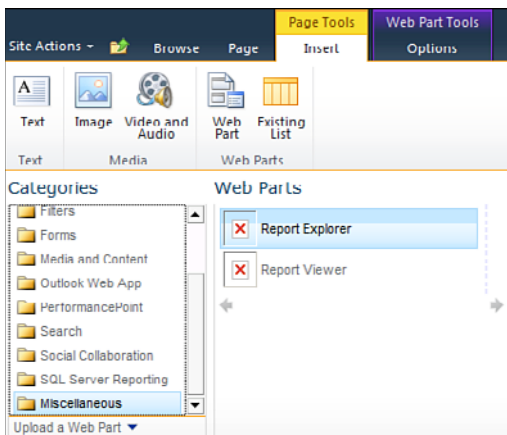 Page Tools Web Part Tools
Site Actions Browse Page Insert Options
A
Text Image Video and Audio Web Part Existing List
Text Media Web Parts
Categories Web Parts
Filters
Forms
Media and Content
Outlook Web App
PerformancePoint
Search
Social Collaboration
SQL Server Reporting
Miscellaneous
Upload a Web Part
Report Explorer
Report Viewer